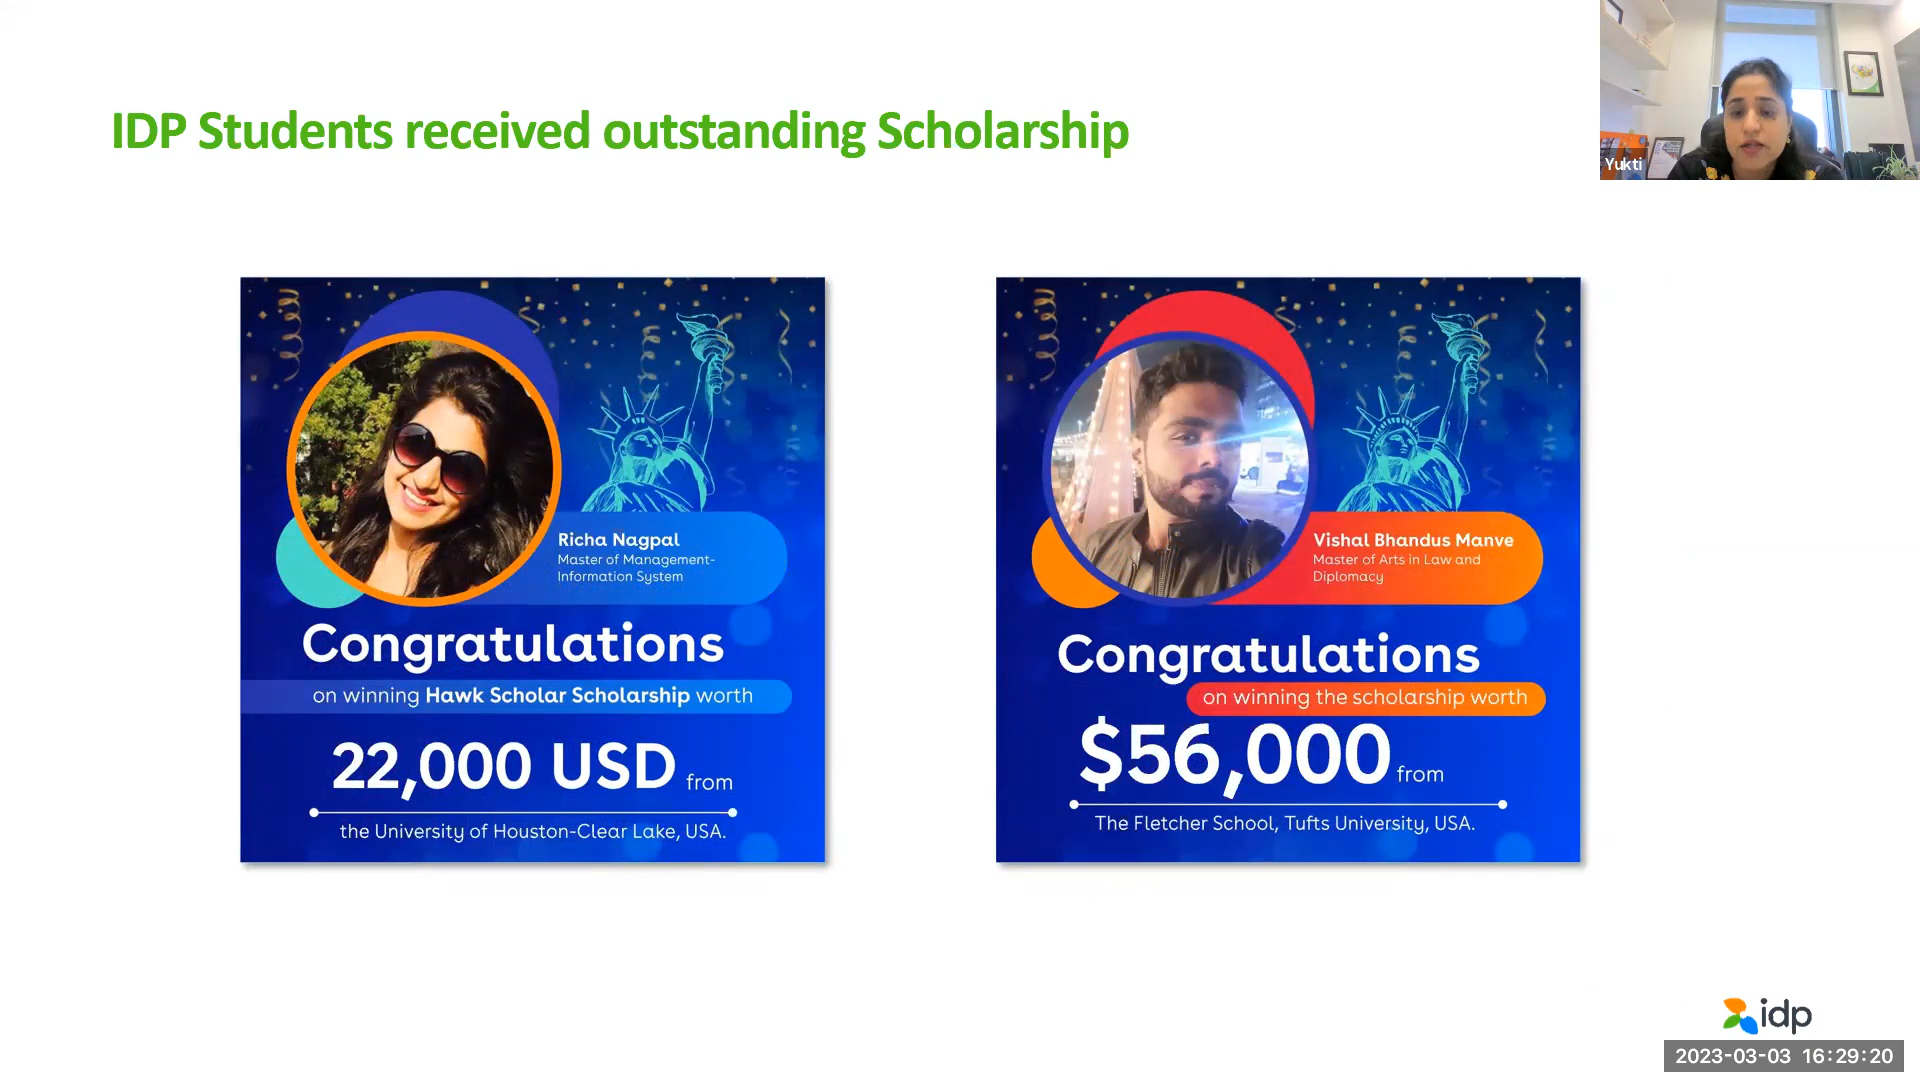 IDP Students received outstanding Scholarship
Yukti
Richa Nagpal
Master of Management-
Information System
Congratulations
on winning Hawk Scholar Scholarship worth
22,000 USD from
the University of Houston-Clear Lake, USA.
Vishal Bhandus Manve
Master of Arts in Law and
Diplomacy
Congratulations
on winning the scholarship worth
$56,000 from
The Fletcher School, Tufts University, USA.
idp
2023-03-03 16:29:20